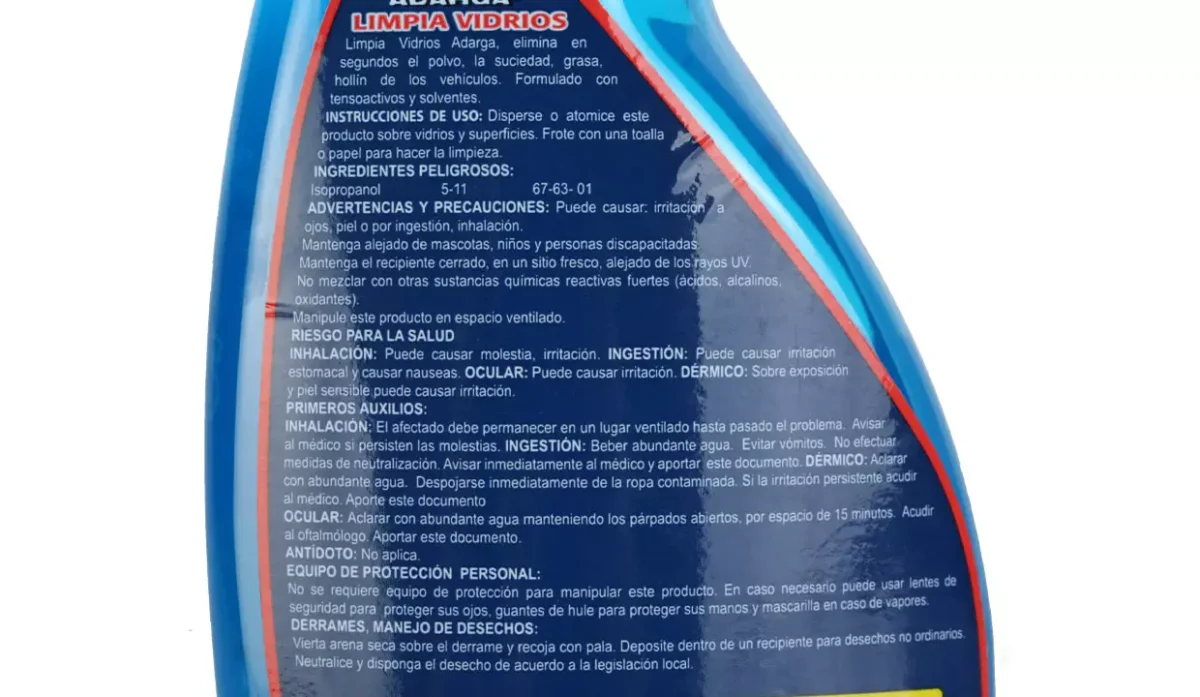 ADARGA
LIMPIA VIDRIOS
Limpia Vidrios Adarga, elimina en
segundos el polvo, la suciedad, grasa,
hollín de los vehículos. Formulado con
tensoactivos y solventes.
INSTRUCCIONES DE USO: Disperse o atomice este
producto sobre vidrios y superficies. Frote con una toalla
o papel para hacer la limpieza.
INGREDIENTES PELIGROSOS:
Isopropanol 5-11 67-63- 01
ADVERTENCIAS Y PRECAUCIONES: Puede causar: irritación a
ojos, piel o por ingestión, inhalación.
Mantenga alejado de mascotas, niños y personas discapacitadas
Mantenga el recipiente cerrado, en un sitio fresco, alejado de los rayos UV.
No mezclar con otras sustancias químicas reactivas fuertes (ácidos, alcalinos,
oxidantes).
Manipule este producto en espacio ventilado.
RIESGO PARA LA SALUD
INHALACIÓN: Puede causar molestia, irritación. INGESTIÓN: Puede causar irritación
estomacal y causar nauseas. OCULAR: Puede causar irritación. DÉRMICO: Sobre exposición
y piel sensible puede causar irritación.
PRIMEROS AUXILIOS:
INHALACIÓN: El afectado debe permanecer en un lugar ventilado hasta pasado el problema. Avisar
al médico si persisten las molestias. INGESTIÓN: Beber abundante agua. Evitar vómitos. No efectuar
medidas de neutralización. Avisar inmediatamente al médico y aportar este documento. DÉRMICO: Aclarar
con abundante agua. Despojarse inmediatamente de la ropa contaminada. Si la irritación persistente acudir
al médico. Aporte este documento
OCULAR: Aclarar con abundante agua manteniendo los párpados abiertos, por espacio de 15 minutos. Acudir
al oftalmólogo. Aportar este documento.
ANTÍDOTO: No aplica.
EQUIPO DE PROTECCIÓN PERSONAL:
No se requiere equipo de protección para manipular este producto. En caso necesario puede usar lentes de
seguridad para proteger sus ojos, guantes de hule para proteger sus manos y mascarilla en caso de vapores.
DERRAMES, MANEJO DE DESECHOS:
Vierta arena seca sobre el derrame y recoja con pala. Deposite dentro de un recipiente para desechos no ordinarios.
Neutralice y disponga el desecho de acuerdo a la legislación local.